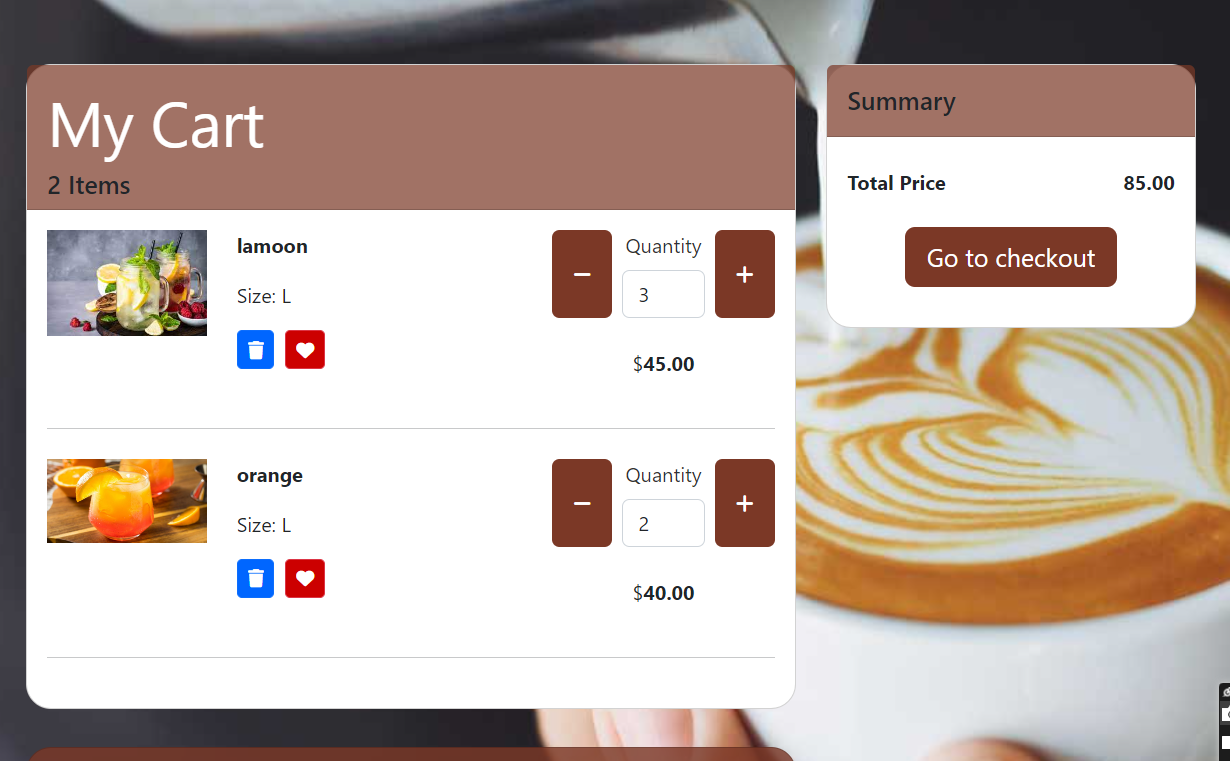 My Cart
2 Items
lamoon
Size: L
Quantity
3
$45.00
orange
Size: L
Quantity
2
$40.00
Summary
Total Price 85.00
Go to checkout